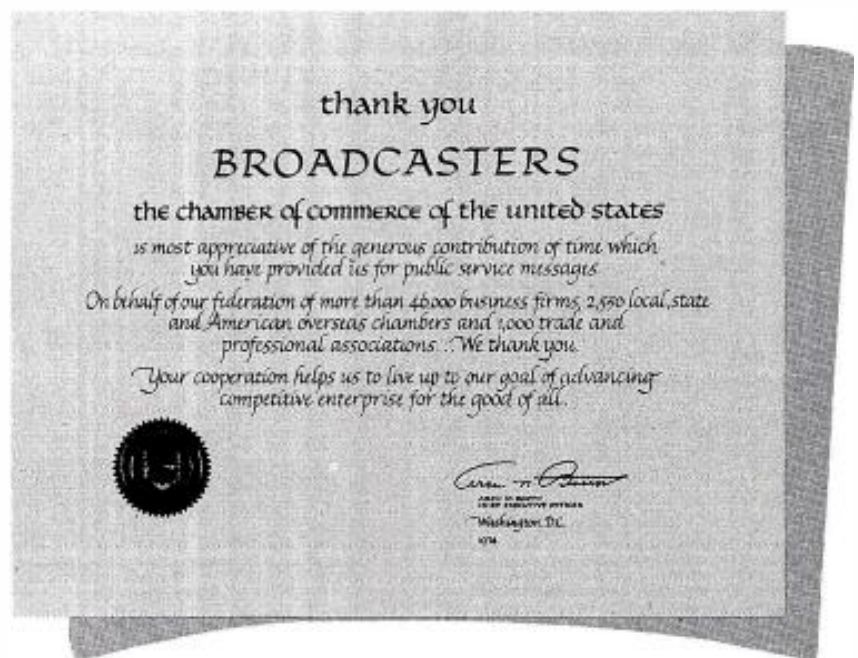 thank you
BROADCASTERS
the chamber of commerce of the united states
is most appreciative of the generous contribution of time which
you have provided us for public service messages
On behalf of our federation of more than 46,000 business firms, 2,550 local, state
and American overseas chambers and 1,000 trade and
professional associations... We thank you.
Your cooperation helps us to live up to our goal of advancing
competitive enterprise for the good of all.
CHIEF EXECUTIVE OFFICER
Washington, D.C.
1974